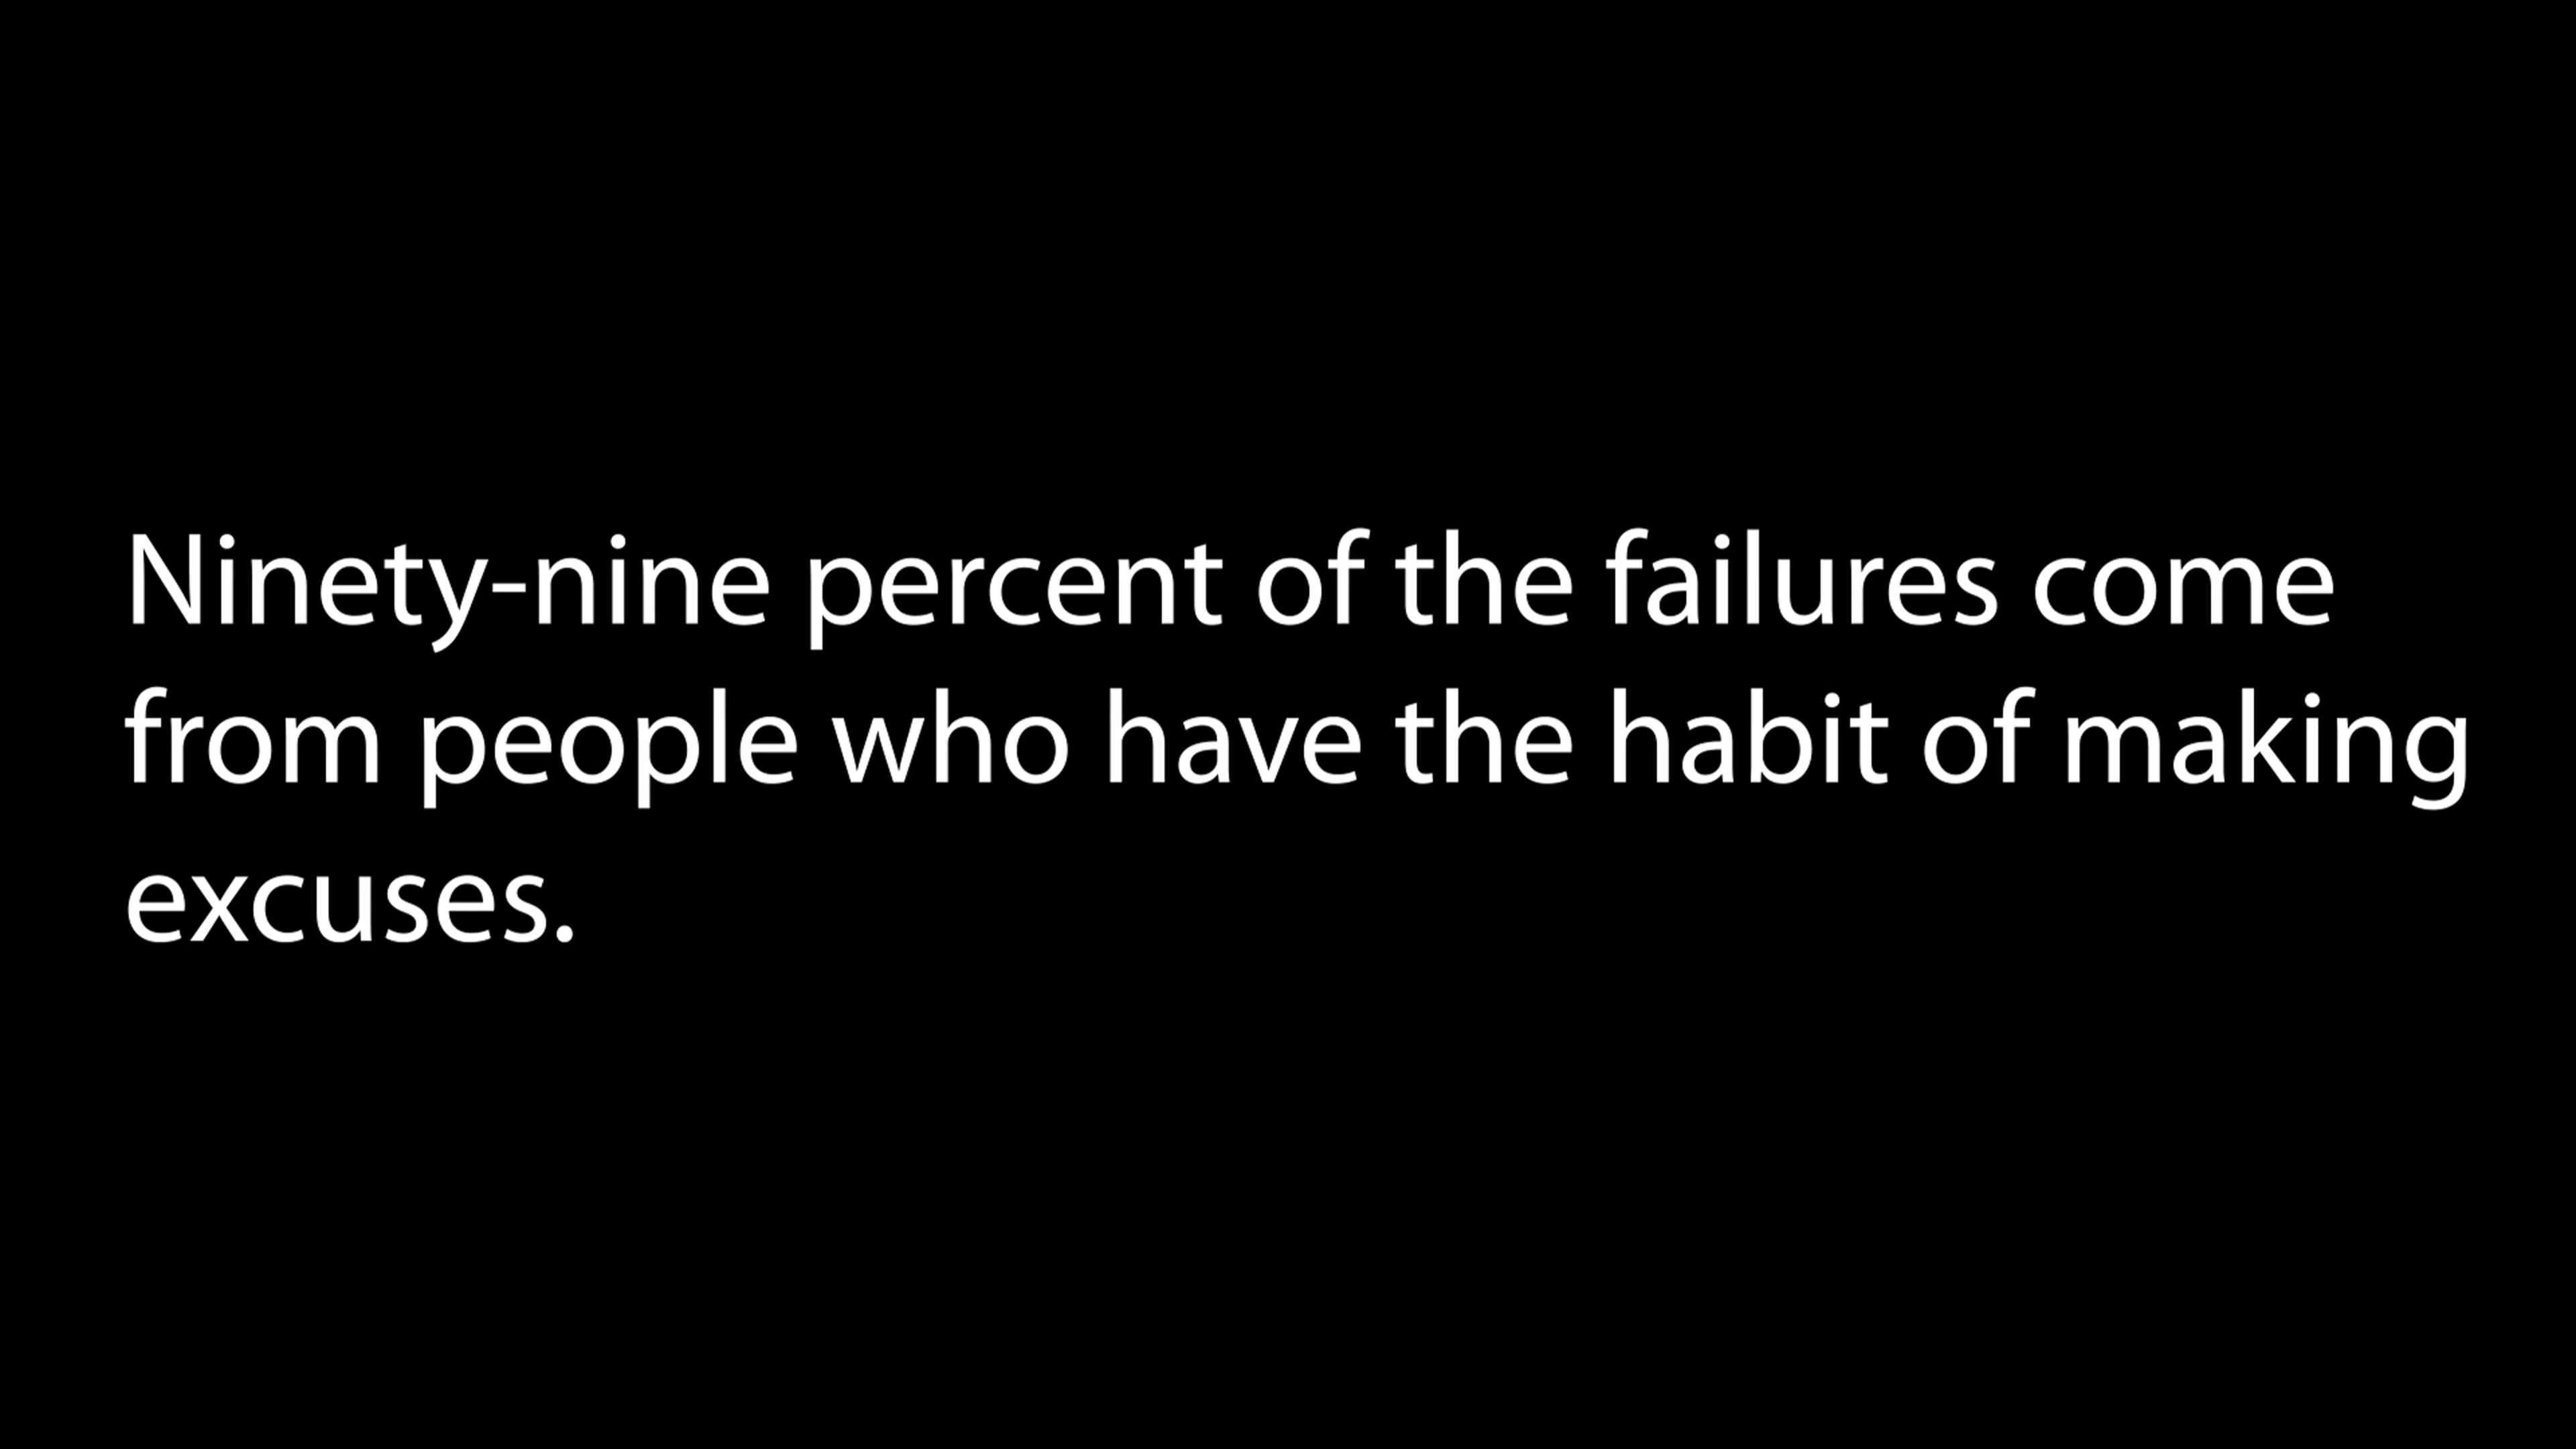 Ninety-nine percent of the failures come
from people who have the habit of making
excuses.